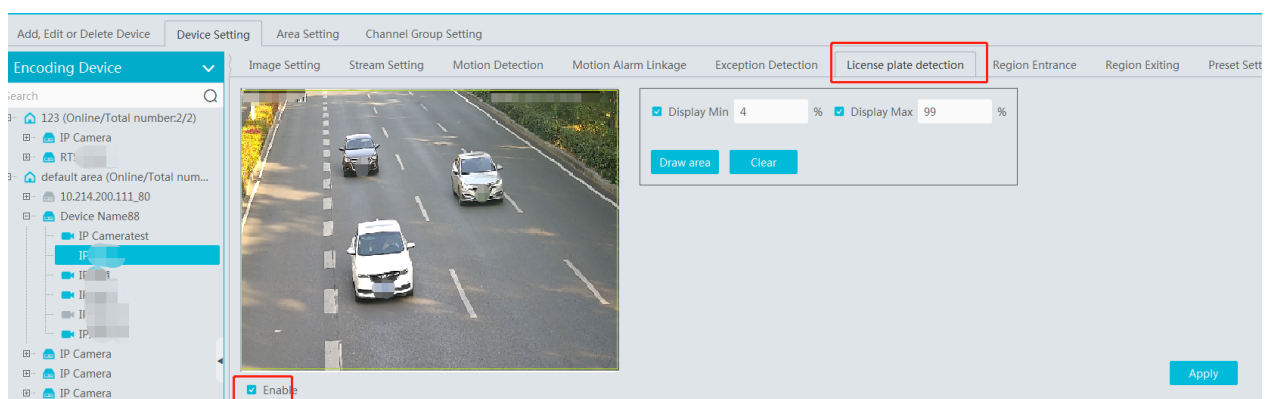 Add, Edit or Delete Device Device Setting Area Setting Channel Group Setting
Encoding Device
Image Setting Stream Setting Motion Detection Motion Alarm Linkage Exception Detection License plate detection Region Entrance Region Exiting Preset Sett
Search
Display Min 4 % Display Max 99 %
Draw area Clear
123 (Online/Total number:2/2)
IP Camera
default area (Online/Total num...
10.214.200.111_80
Device Name88
IP Cameratest
IP Camera
IP Camera
IP Camera
Enable
Apply